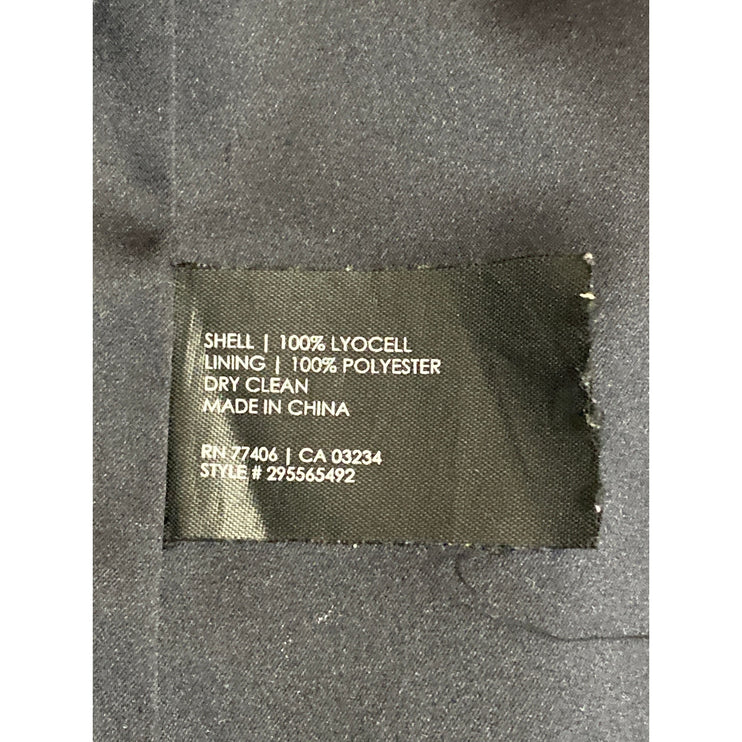 SHELL | 100% LYOCELL
LINING | 100% POLYESTER
DRY CLEAN
MADE IN CHINA
RN 77406 | CA 03234
STYLE # 295565492